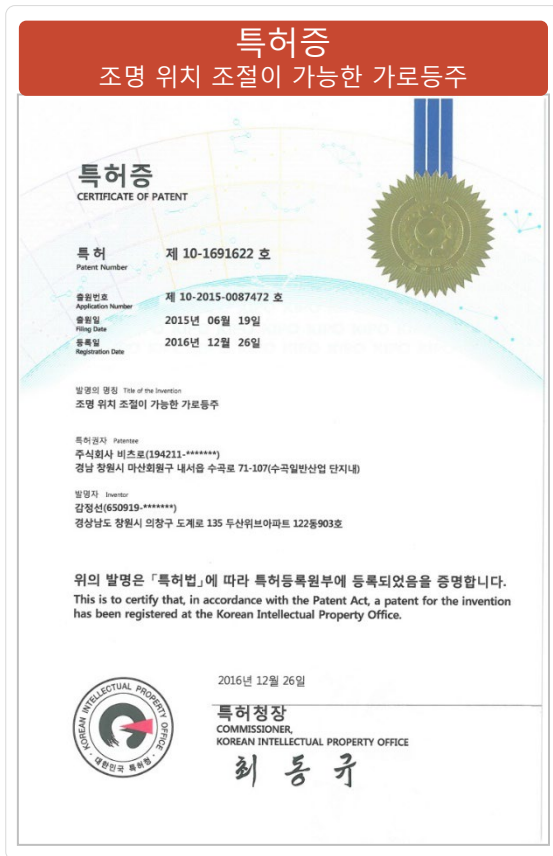 특허증
조명 위치 조절이 가능한 가로등주
특허증
CERTIFICATE OF PATENT
특 허 제 10-1691622 호
Patent Number
출원번호 제 10-2015-0087472 호
Application Number
출원일 2015년 06월 19일
Filing Date
등록일 2016년 12월 26일
Registration Date
발명의 명칭 Title of the Invention
조명 위치 조절이 가능한 가로등주
특허권자 Patentee
주식회사 비츠로(194211-*******)
경남 창원시 마산회원구 내서읍 수곡로 71-107(수곡일반산업 단지내)
발명자 Inventor
감정선(650919-*******)
경상남도 창원시 의창구 도계로 135 두산위브아파트 122동903호
위의 발명은 「특허법」에 따라 특허등록원부에 등록되었음을 증명합니다.
This is to certify that, in accordance with the Patent Act, a patent for the invention
has been registered at the Korean Intellectual Property Office.
2016년 12월 26일
특허청장
COMMISSIONER,
KOREAN INTELLECTUAL PROPERTY OFFICE
최동규
KOREAN INTELLECTUAL PROPERTY OFFICE
대한민국 특허청